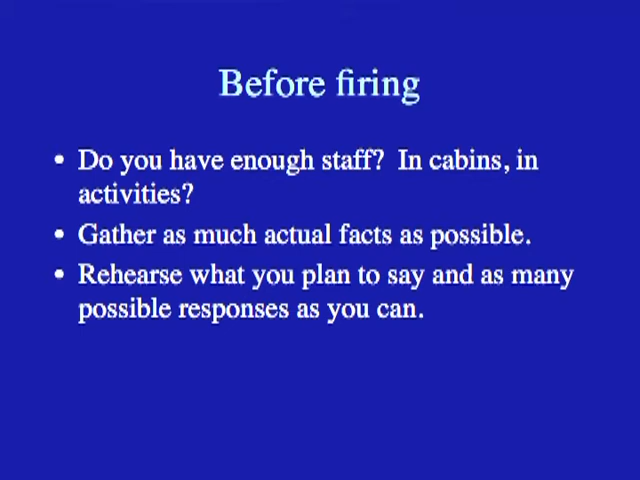 Before firing
• Do you have enough staff?  In cabins, in
activities?
• Gather as much actual facts as possible.
• Rehearse what you plan to say and as many
possible responses as you can.